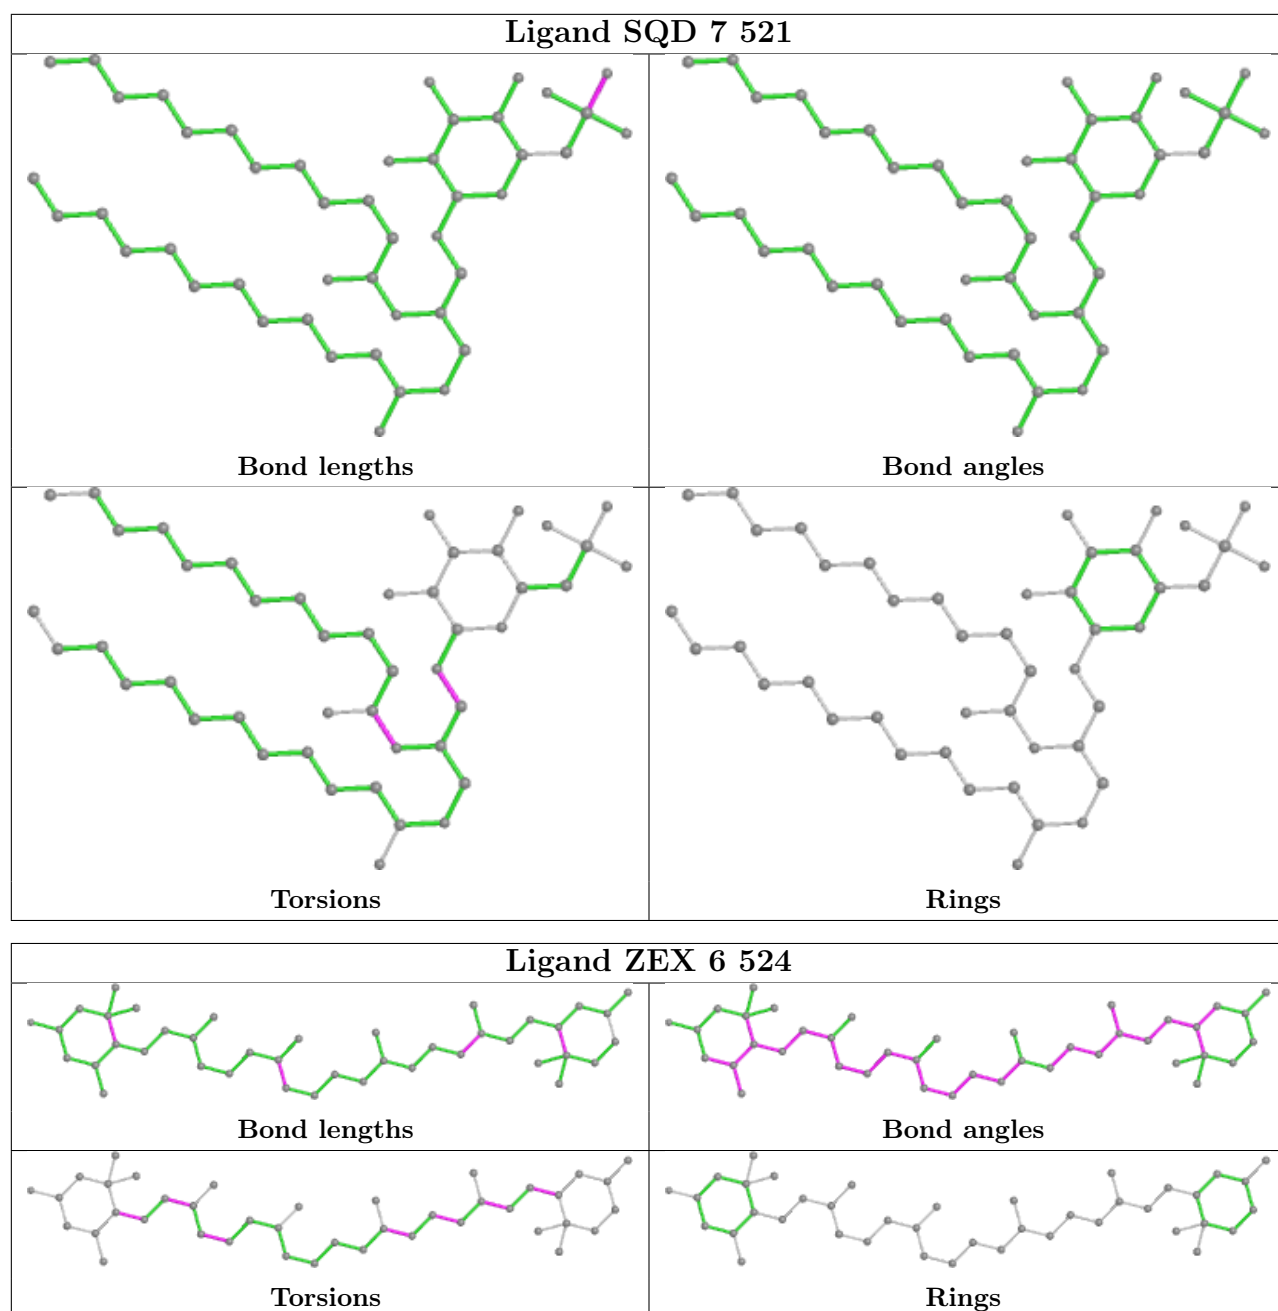 Ligand SQD 7 521
Bond lengths
Bond angles
Torsions
Rings
Ligand ZEX 6 524
Bond lengths
Bond angles
Torsions
Rings